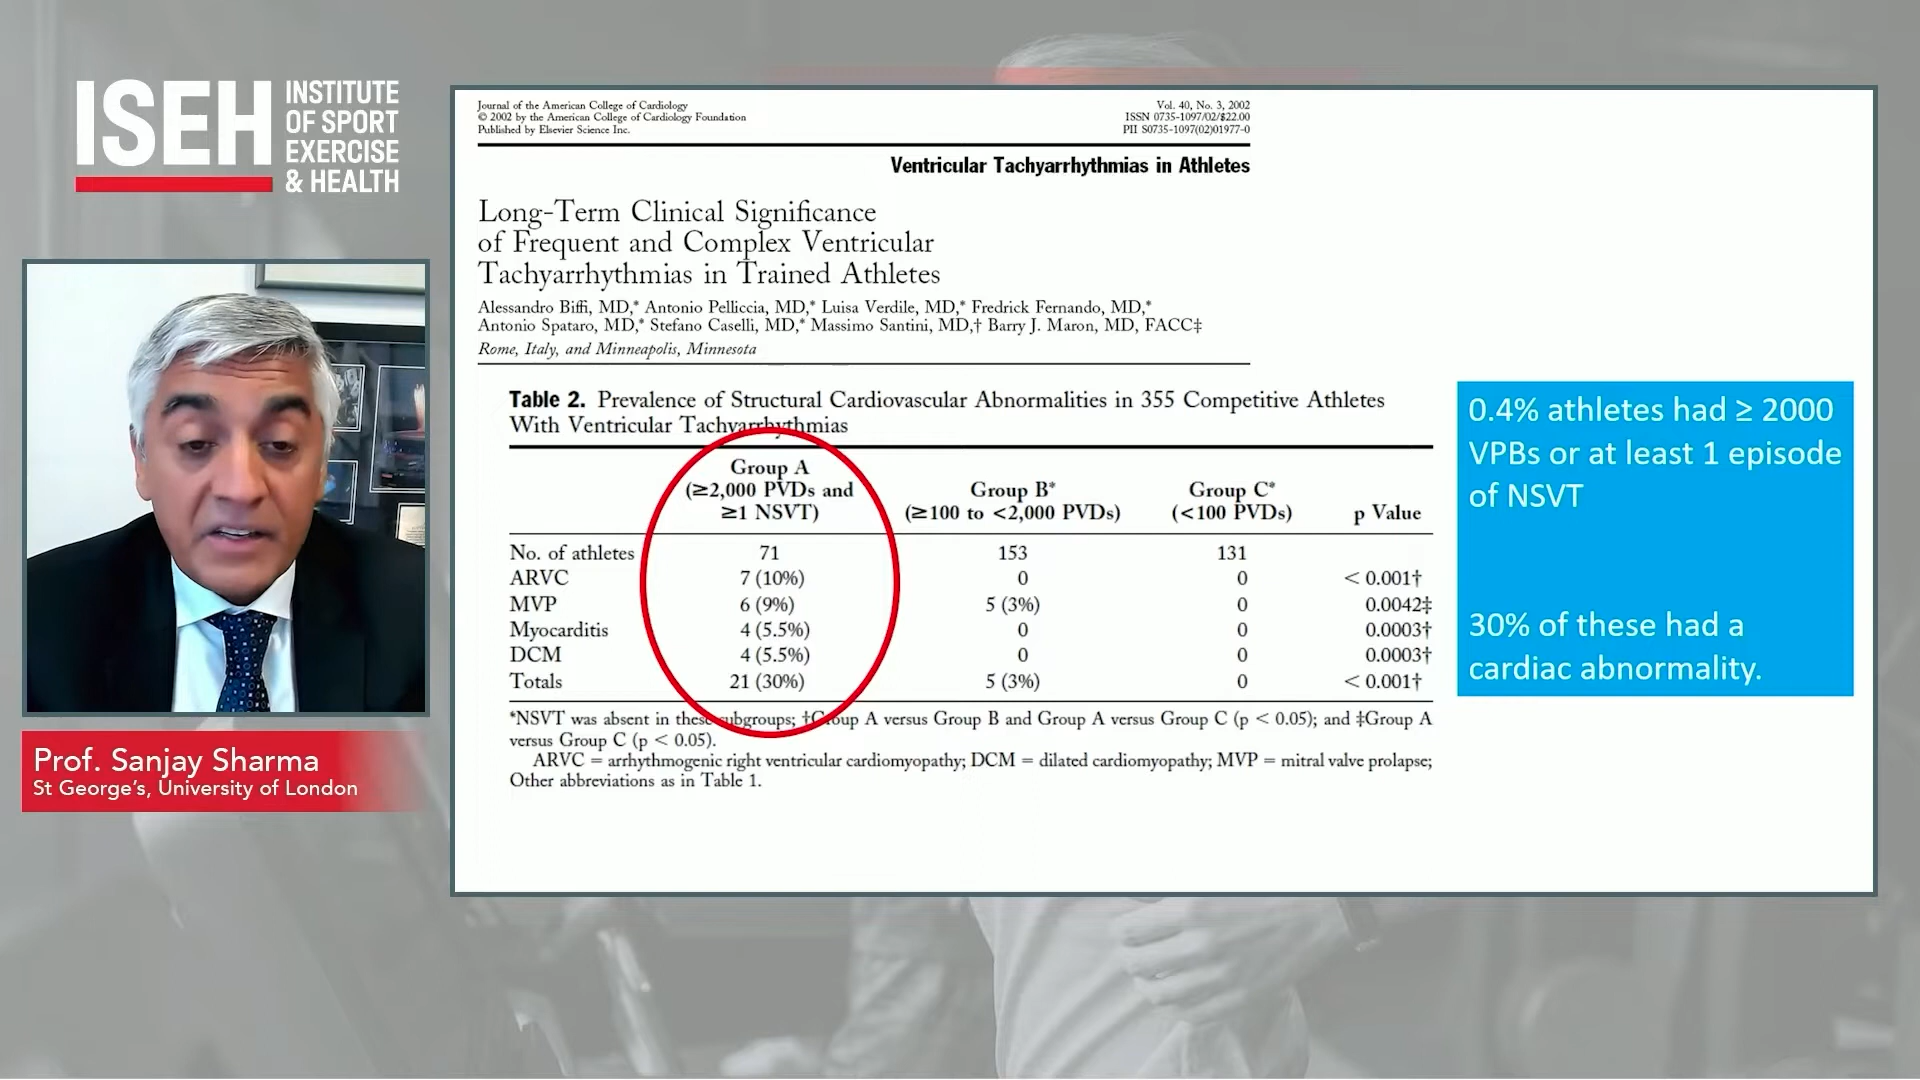 ISEH
INSTITUTE
OF SPORT
EXERCISE
& HEALTH
Prof. Sanjay Sharma
St George's, University of London
Journal of the American College of Cardiology
© 2002 by the American College of Cardiology Foundation
Published by Elsevier Science Inc.
Vol. 40, No. 3, 2002
ISSN 0735-1097/02/$22.00
PII S0735-1097(02)01977-0
Ventricular Tachyarrhythmias in Athletes
Long-Term Clinical Significance
of Frequent and Complex Ventricular
Tachyarrhythmias in Trained Athletes
Alessandro Biffi, MD,* Antonio Pelliccia, MD,* Luisa Verdile, MD,* Fredrick Fernando, MD,*
Antonio Spataro, MD,* Stefano Caselli, MD,* Massimo Santini, MD,† Barry J. Maron, MD, FACC‡
Rome, Italy, and Minneapolis, Minnesota
Table 2. Prevalence of Structural Cardiovascular Abnormalities in 355 Competitive Athletes
With Ventricular Tachyarrhythmias
Group A
(≥2,000 PVDs and Group B* Group C*
≥1 NSVT) (≥100 to <2,000 PVDs) (<100 PVDs) p Value
No. of athletes 71 153 131
ARVC 7 (10%) 0 0 < 0.001†
MVP 6 (9%) 5 (3%) 0 0.0042‡
Myocarditis 4 (5.5%) 0 0 0.0003†
DCM 4 (5.5%) 0 0 0.0003†
Totals 21 (30%) 5 (3%) 0 < 0.001†
*NSVT was absent in these subgroups; †Group A versus Group B and Group A versus Group C (p < 0.05); and ‡Group A
versus Group C (p < 0.05).
ARVC = arrhythmogenic right ventricular cardiomyopathy; DCM = dilated cardiomyopathy; MVP = mitral valve prolapse;
Other abbreviations as in Table 1.
0.4% athletes had ≥ 2000
VPBs or at least 1 episode
of NSVT
30% of these had a
cardiac abnormality.